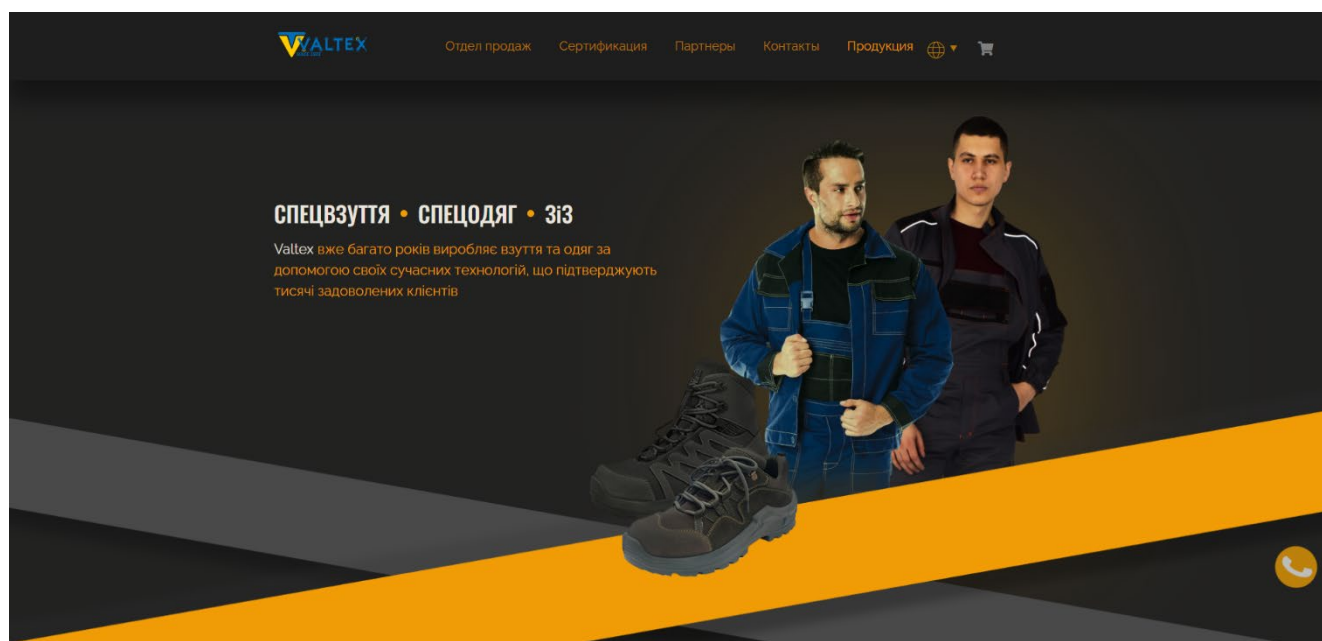 VALTEX
Отдел продаж Сертификация Партнеры Контакты Продукция
СПЕЦВЗУТТЯ • СПЕЦОДЯГ • ЗіЗ
Valtex вже багато років виробляє взуття та одяг за
допомогою своїх сучасних технологій, що підтверджують
тисячі задоволених клієнтів